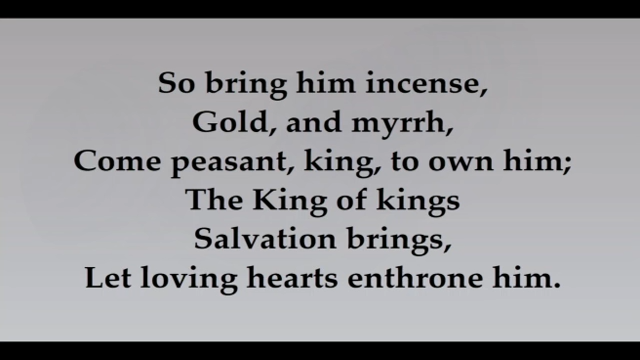 So bring him incense,
Gold, and myrrh,
Come peasant, king, to own him;
The King of kings
Salvation brings,
Let loving hearts enthrone him.